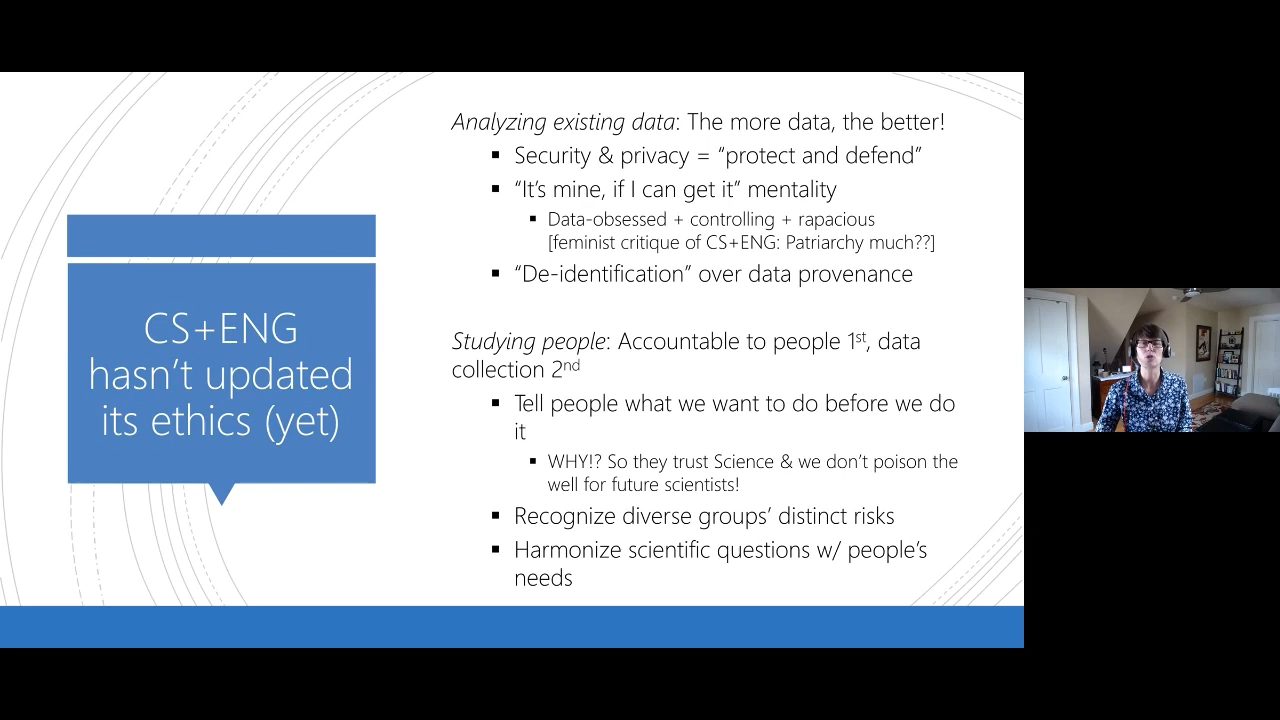 CS+ENG
hasn’t updated
its ethics (yet)
Analyzing existing data: The more data, the better!
▪ Security & privacy = “protect and defend”
▪ “It’s mine, if I can get it” mentality
▪ Data-obsessed + controlling + rapacious
[feminist critique of CS+ENG: Patriarchy much??]
▪ “De-identification” over data provenance
Studying people: Accountable to people 1st, data
collection 2nd
▪ Tell people what we want to do before we do
it
▪ WHY!? So they trust Science & we don’t poison the
well for future scientists!
▪ Recognize diverse groups’ distinct risks
▪ Harmonize scientific questions w/ people’s
needs